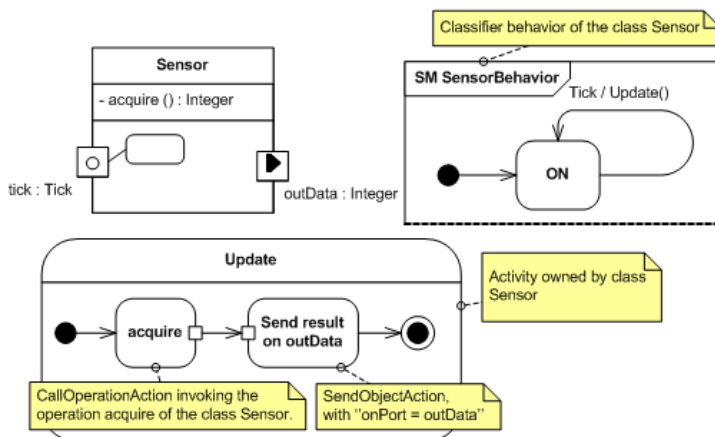 Classifier behavior of the class Sensor
Sensor
- acquire () : Integer
tick : Tick
outData : Integer
SM SensorBehavior
Tick / Update()
ON
Update
acquire
Send result
on outData
Activity owned by class
Sensor
CallOperationAction invoking the
operation acquire of the class Sensor.
SendObjectAction,
with "onPort = outData"